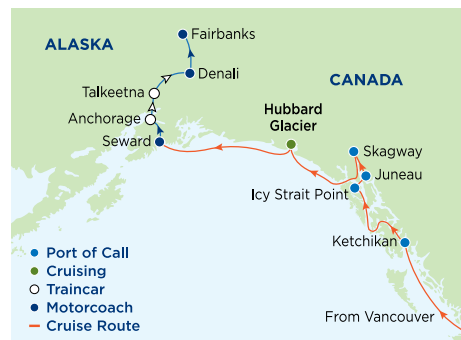 Fairbanks
ALASKA
Denali
CANADA
Talkeetna
Anchorage
Hubbard
Glacier
Seward
Skagway
Juneau
Icy Strait Point
Ketchikan
Port of Call
Cruising
Traincar
Motorcoach
From Vancouver
Cruise Route